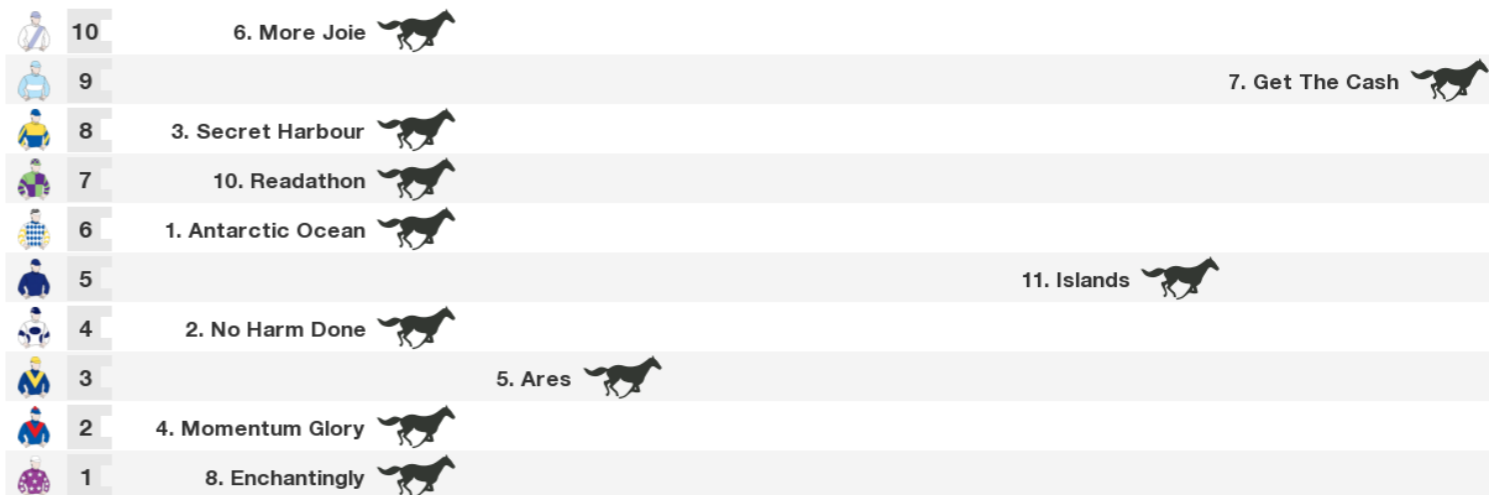 10 6. More Joie
9 7. Get The Cash
8 3. Secret Harbour
7 10. Readathon
6 1. Antarctic Ocean
5 11. Islands
4 2. No Harm Done
3 5. Ares
2 4. Momentum Glory
1 8. Enchantingly